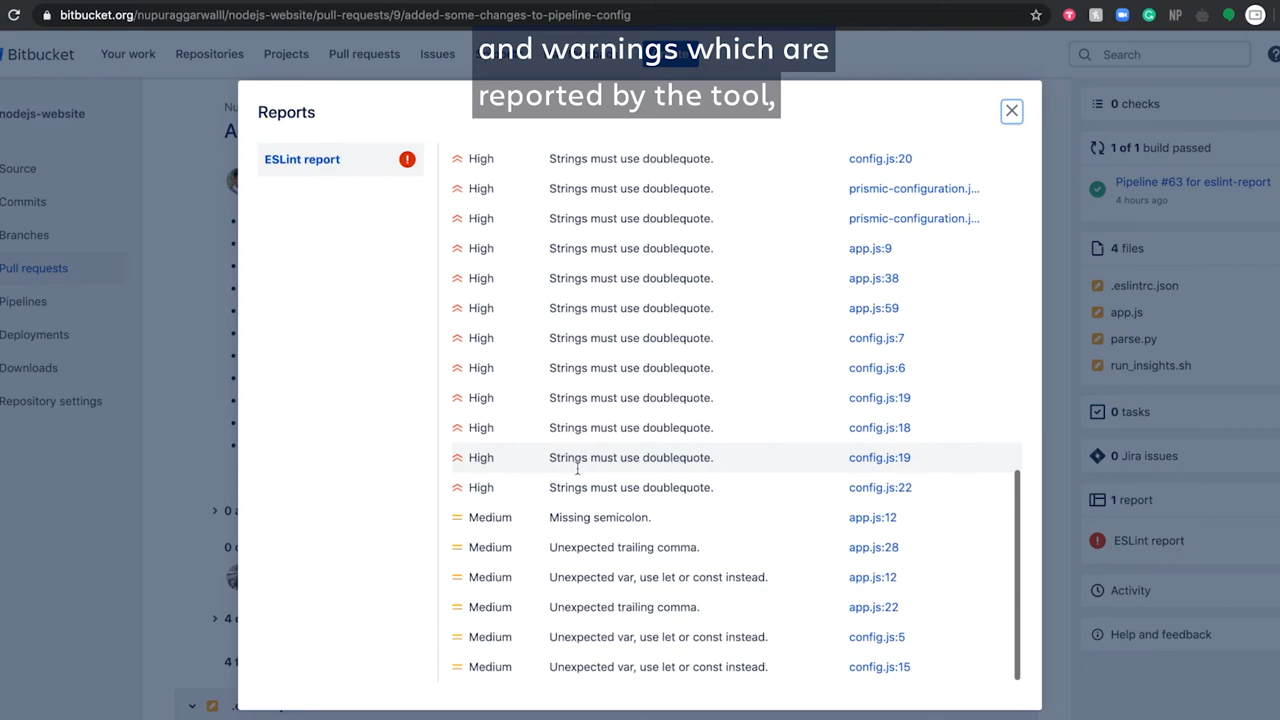 bitbucket.org/nupuraggarwalll/nodejs-website/pull-requests/9/added-some-changes-to-pipeline-config
Bitbucket Your work Repositories Projects Pull requests Issues Search
and warnings which are
reported by the tool,
nodejs-website
Source
Commits
Branches
Pull requests
Pipelines
Deployments
Downloads
Repository settings
Reports
ESLint report
High Strings must use doublequote. config.js:20
High Strings must use doublequote. prismic-configuration.j...
High Strings must use doublequote. prismic-configuration.j...
High Strings must use doublequote. app.js:9
High Strings must use doublequote. app.js:38
High Strings must use doublequote. app.js:59
High Strings must use doublequote. config.js:7
High Strings must use doublequote. config.js:6
High Strings must use doublequote. config.js:19
High Strings must use doublequote. config.js:18
High Strings must use doublequote. config.js:19
High Strings must use doublequote. config.js:22
Medium Missing semicolon. app.js:12
Medium Unexpected trailing comma. app.js:28
Medium Unexpected var, use let or const instead. app.js:12
Medium Unexpected trailing comma. app.js:22
Medium Unexpected var, use let or const instead. config.js:5
Medium Unexpected var, use let or const instead. config.js:15
0 checks
1 of 1 build passed
Pipeline #63 for eslint-report
4 hours ago
4 files
.eslintrc.json
app.js
parse.py
run_insights.sh
0 tasks
0 Jira issues
1 report
ESLint report
Activity
Help and feedback